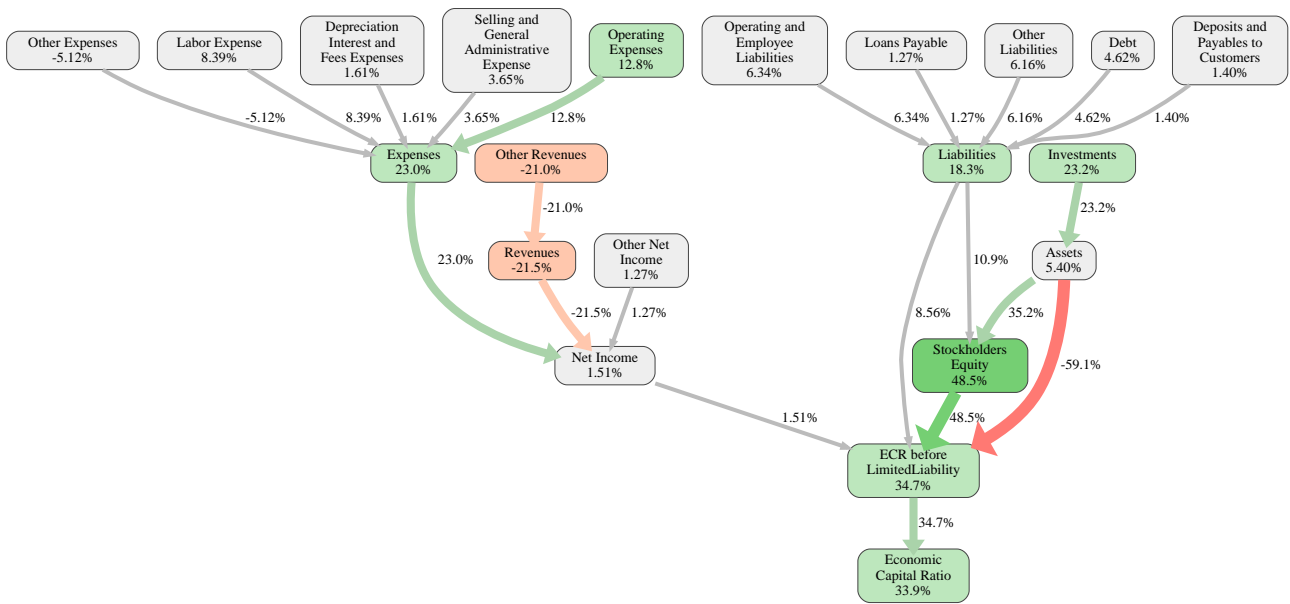 Other Expenses
-5.12%
Labor Expense
8.39%
Depreciation
Interest and
Fees Expenses
1.61%
Selling and
General
Administrative
Expense
3.65%
Operating
Expenses
12.8%
Operating and
Employee
Liabilities
6.34%
Loans Payable
1.27%
Other
Liabilities
6.16%
Debt
4.62%
Deposits and
Payables to
Customers
1.40%
-5.12%
8.39%
1.61%
3.65%
12.8%
6.34%
1.27%
6.16%
4.62%
1.40%
Expenses
23.0%
Other Revenues
-21.0%
Liabilities
18.3%
Investments
23.2%
-21.0%
23.2%
23.0%
Revenues
-21.5%
Other Net
Income
1.27%
10.9%
Assets
5.40%
-21.5%
1.27%
8.56%
35.2%
Net Income
1.51%
Stockholders
Equity
48.5%
-59.1%
1.51%
48.5%
ECR before
LimitedLiability
34.7%
34.7%
Economic
Capital Ratio
33.9%